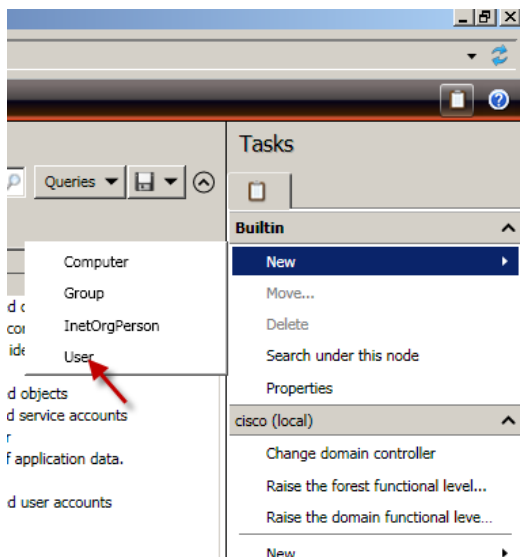 Tasks
Queries
Builtin
Computer
New
Group
Move...
InetOrgPerson
Delete
User
Search under this node
d objects
Properties
d service accounts
cisco (local)
r
f application data.
Change domain controller
Raise the forest functional level...
d user accounts
Raise the domain functional leve...
New